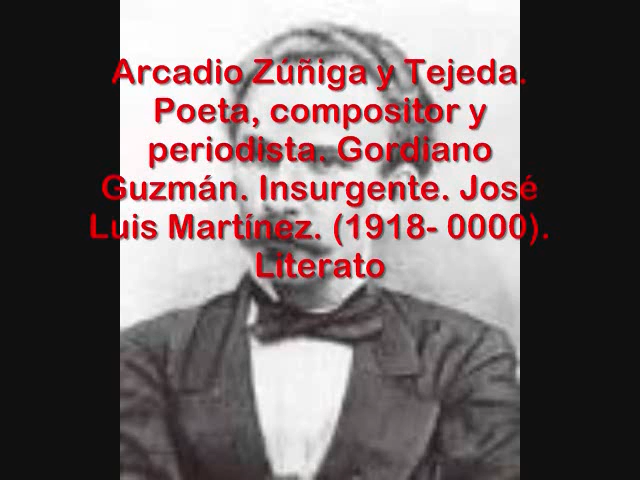 Arcadio Zúñiga y Tejeda.
Poeta, compositor y
periodista. Gordiano
Guzmán. Insurgente. José
Luis Martínez. (1918- 0000).
Literato